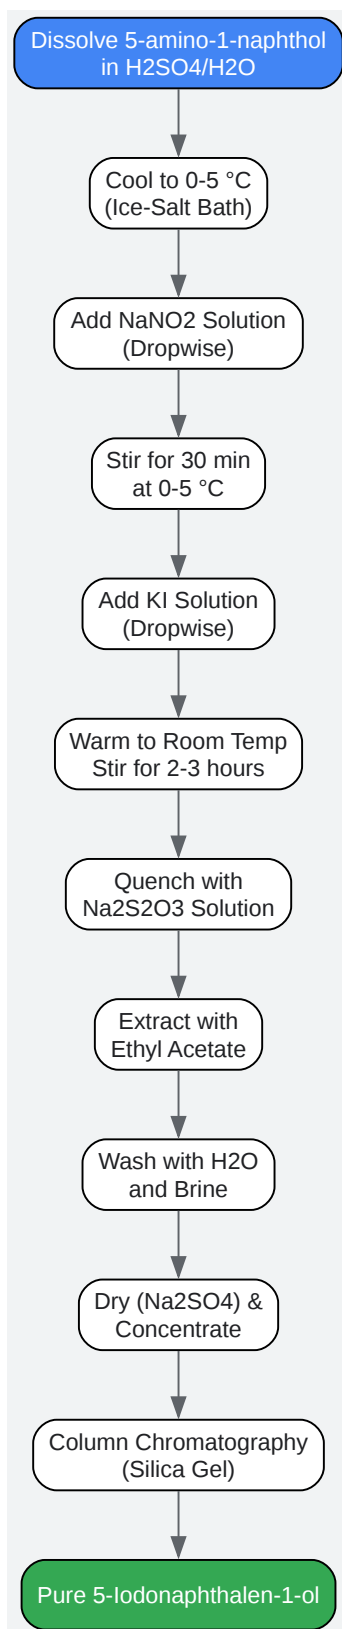 Dissolve 5-amino-1-naphthol
in H2SO4/H2O
Cool to 0-5 °C
(Ice-Salt Bath)
Add NaNO2 Solution
(Dropwise)
Stir for 30 min
at 0-5 °C
Add KI Solution
(Dropwise)
Warm to Room Temp
Stir for 2-3 hours
Quench with
Na2S2O3 Solution
Extract with
Ethyl Acetate
Wash with H2O
and Brine
Dry (Na2SO4) &
Concentrate
Column Chromatography
(Silica Gel)
Pure 5-Iodonaphthalen-1-ol